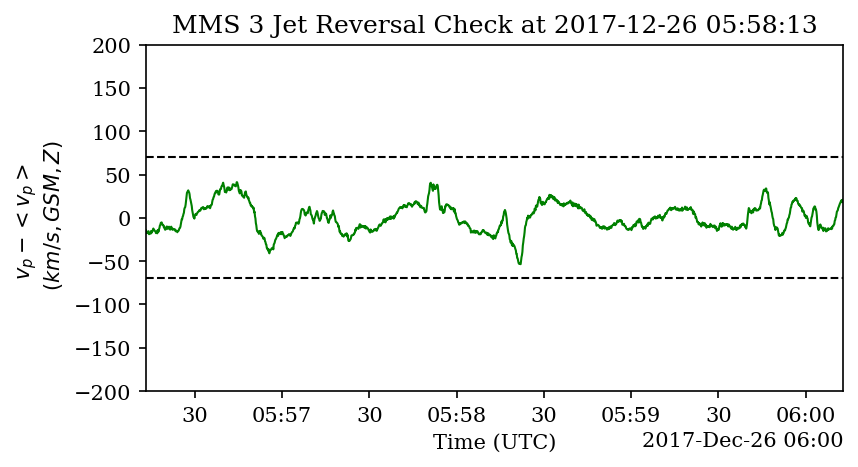 MMS 3 Jet Reversal Check at 2017-12-26 05:58:13
200
150
100
50
0
−50
−100
−150
−200
v_p − < v_p >
(km/s, GSM, Z)
30 05:57 30 05:58 30 05:59 30 06:00
Time (UTC) 2017-Dec-26 06:00